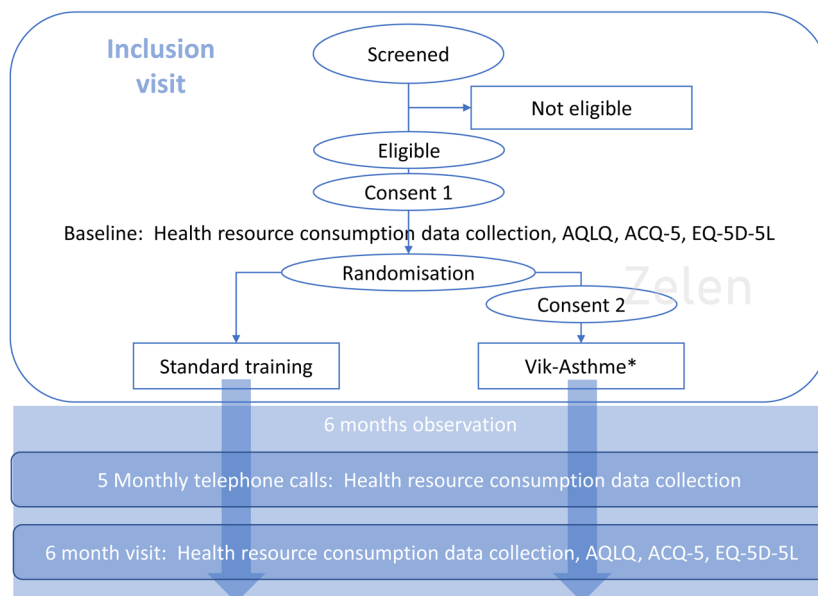 Inclusion
visit
Screened
Not eligible
Eligible
Consent 1
Baseline: Health resource consumption data collection, AQLQ, ACQ-5, EQ-5D-5L
Randomisation
Zelen
Consent 2
Standard training
Vik-Asthme*
6 months observation
5 Monthly telephone calls: Health resource consumption data collection
6 month visit: Health resource consumption data collection, AQLQ, ACQ-5, EQ-5D-5L